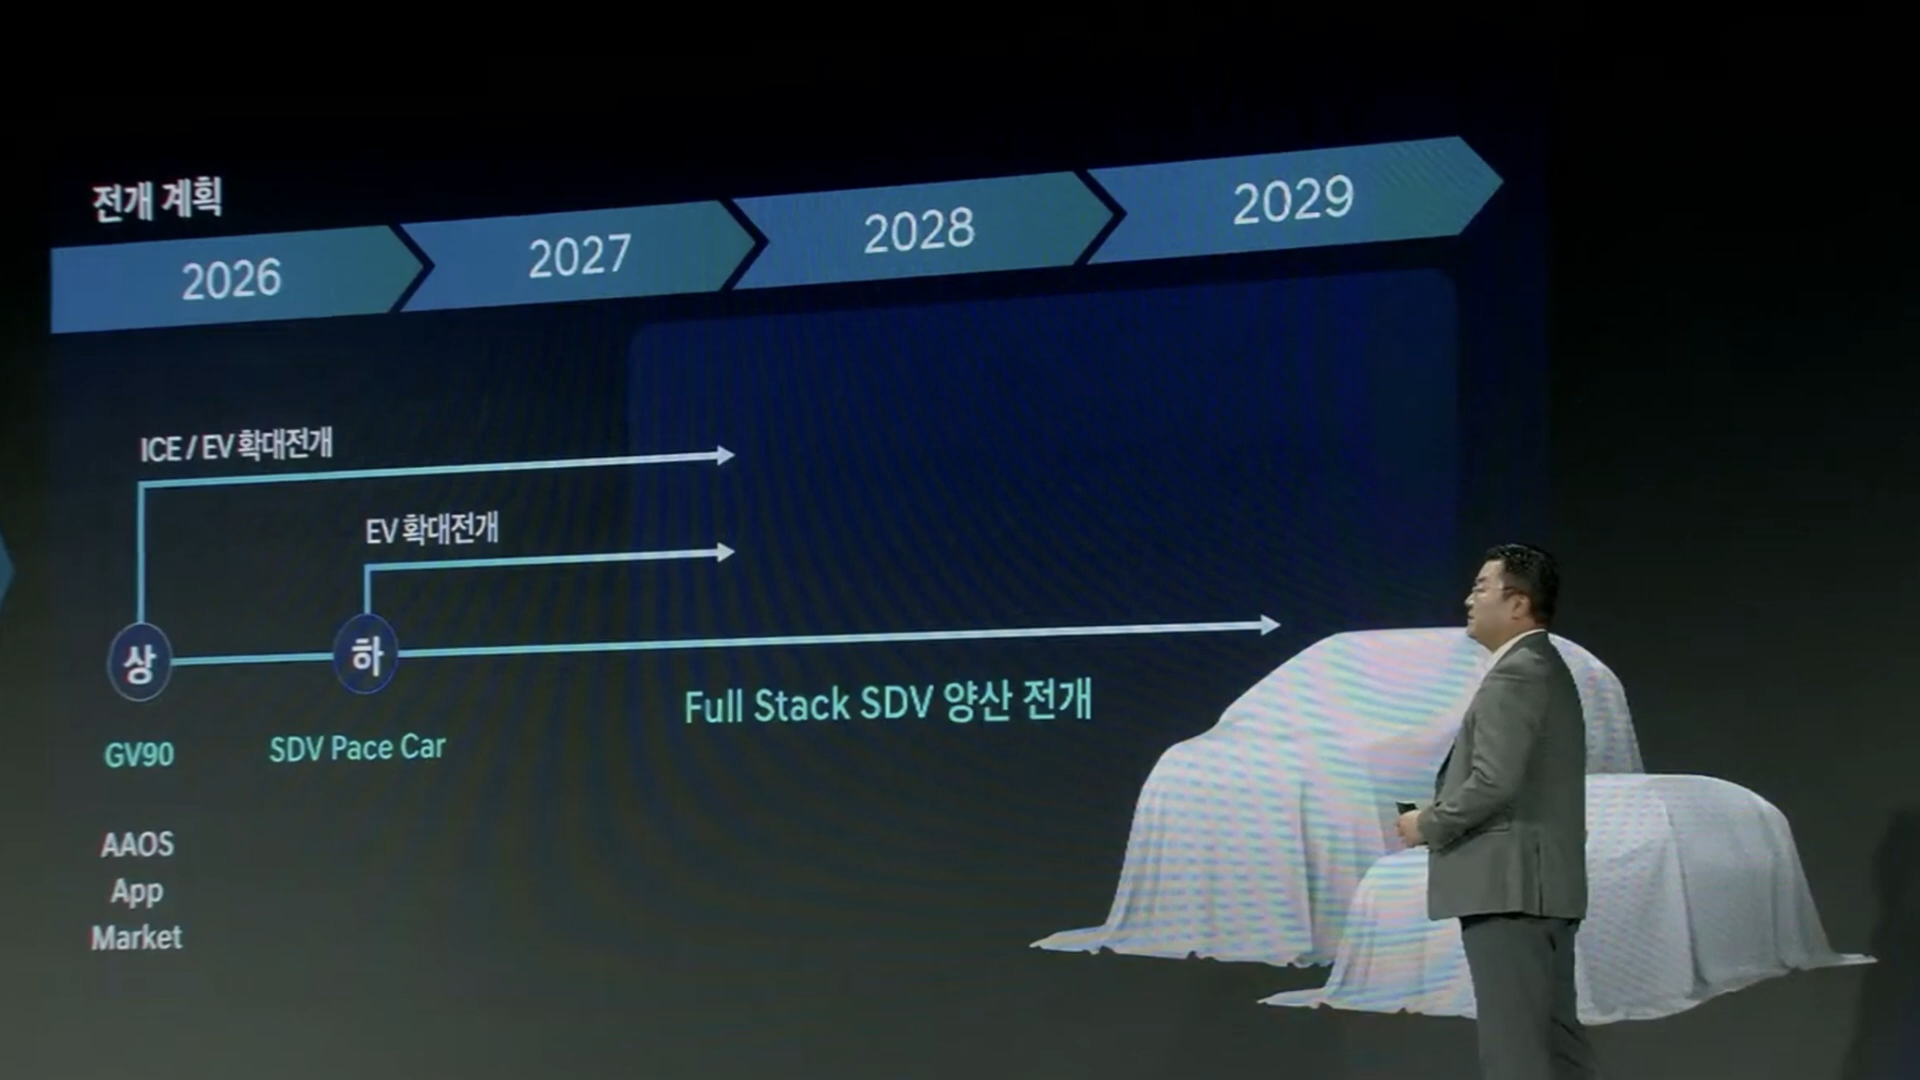 전개 계획
2026
2027
2028
2029
ICE / EV 확대전개
EV 확대전개
상
하
Full Stack SDV 양산 전개
GV90
SDV Pace Car
AAOS
App
Market